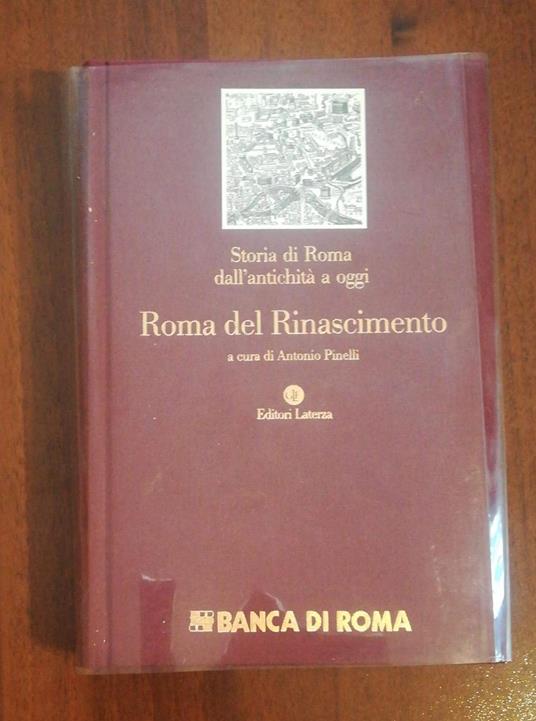 Storia di Roma
dall'antichità a oggi
Roma del Rinascimento
a cura di Antonio Pinelli
Editori Laterza
BANCA DI ROMA